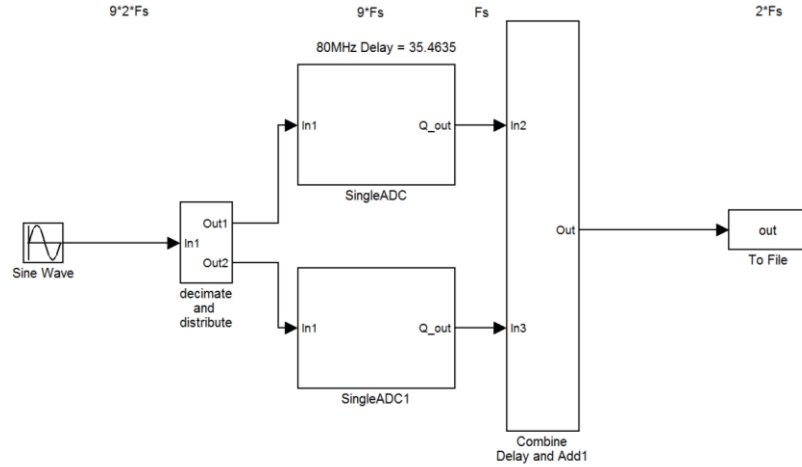 9*2*Fs
9*Fs
Fs
2*Fs
80MHz Delay = 35.4635
In1
Q_out
SingleADC
In2
Sine Wave
In1
Out1
Out2
decimate
and
distribute
In1
Q_out
SingleADC1
In3
Out
Combine
Delay and Add1
out
To File